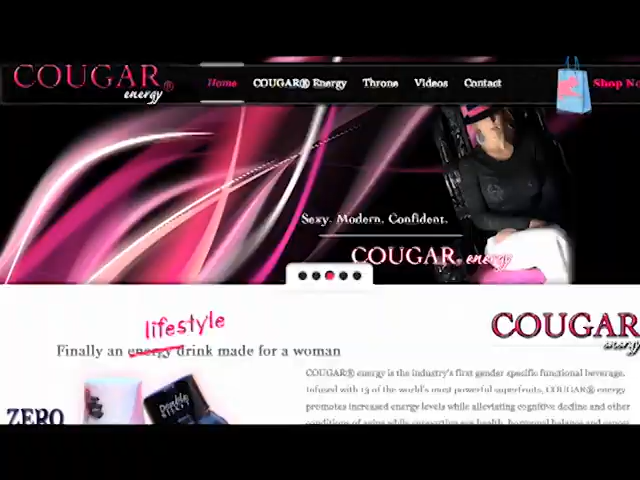 COUGAR®
energy
Home COUGAR® Energy Throne Videos Contact
Shop
Sexy. Modern. Confident.
COUGAR® energy
lifestyle
Finally an energy drink made for a woman
COUGAR
energy
COUGAR® energy is the industry's first gender specific functional beverage.
Infused with 13 of the world's most powerful superfruits, COUGAR® energy
promotes increased energy levels while alleviating cognitive decline and other
ZERO